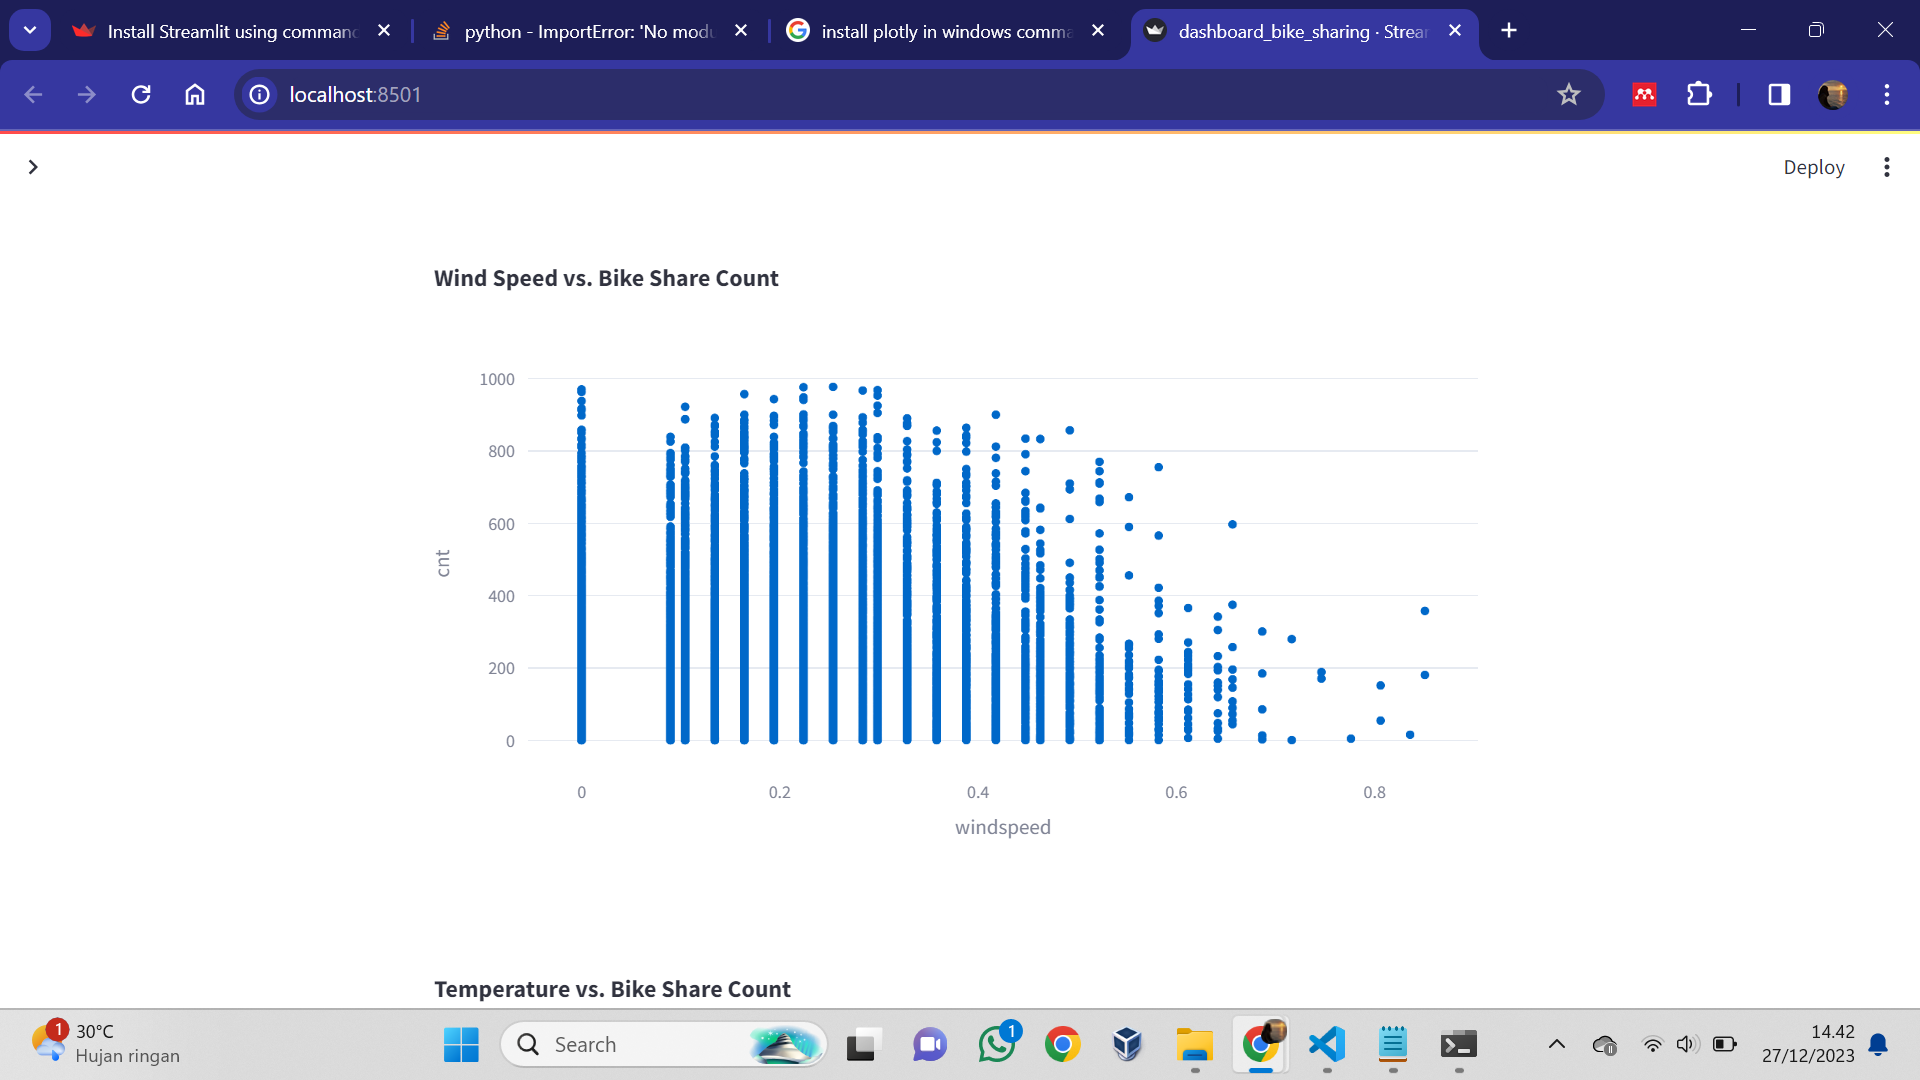 Install Streamlit using comman
python - ImportError: 'No modu
install plotly in windows comma
dashboard_bike_sharing · Strear
localhost:8501
Deploy
Wind Speed vs. Bike Share Count
1000
800
600
400
200
0
cnt
0 0.2 0.4 0.6 0.8
windspeed
Temperature vs. Bike Share Count
1
30°C
Hujan ringan
Search
1
14.42
27/12/2023